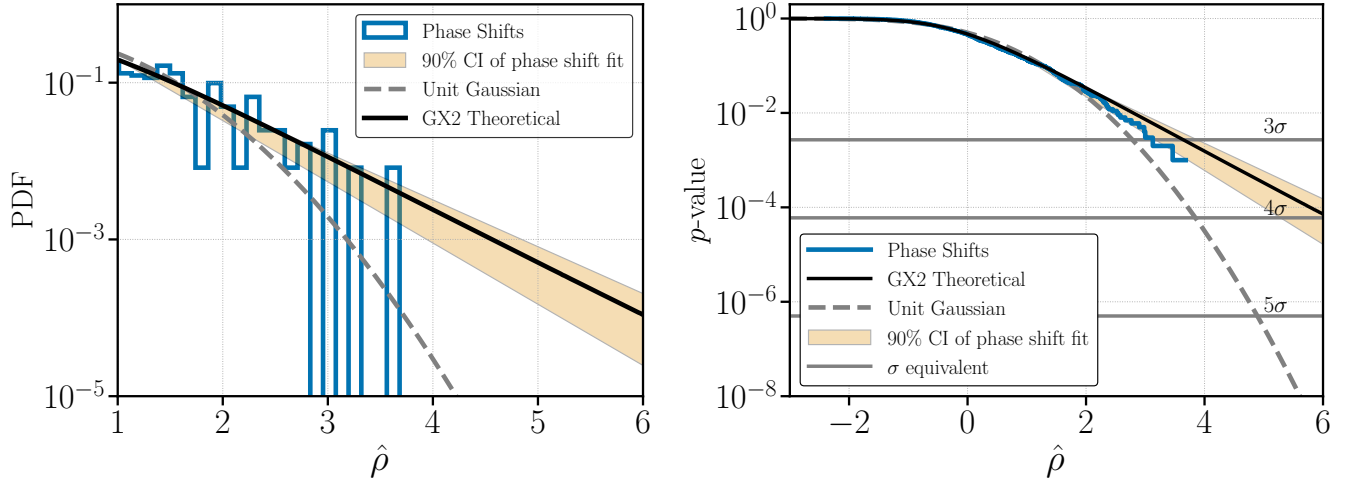 PDF
10⁻¹
10⁻³
10⁻⁵
1 2 3 4 5 6
ρ̂
Phase Shifts
90% CI of phase shift fit
Unit Gaussian
GX2 Theoretical
p-value
10⁰
10⁻²
10⁻⁴
10⁻⁶
10⁻⁸
−2 0 2 4 6
ρ̂
3σ
4σ
5σ
Phase Shifts
GX2 Theoretical
Unit Gaussian
90% CI of phase shift fit
σ equivalent